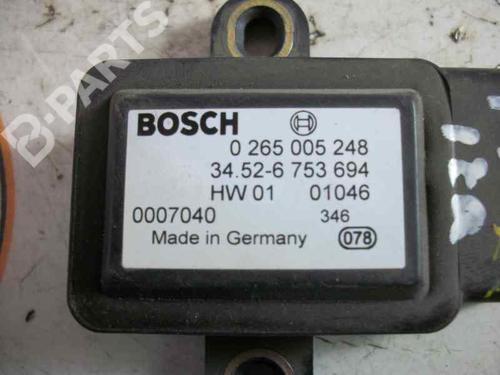 B-PARTS
BOSCH
0 265 005 248
34.52-6 753 694
HW 01 01046
0007040 346
Made in Germany 078